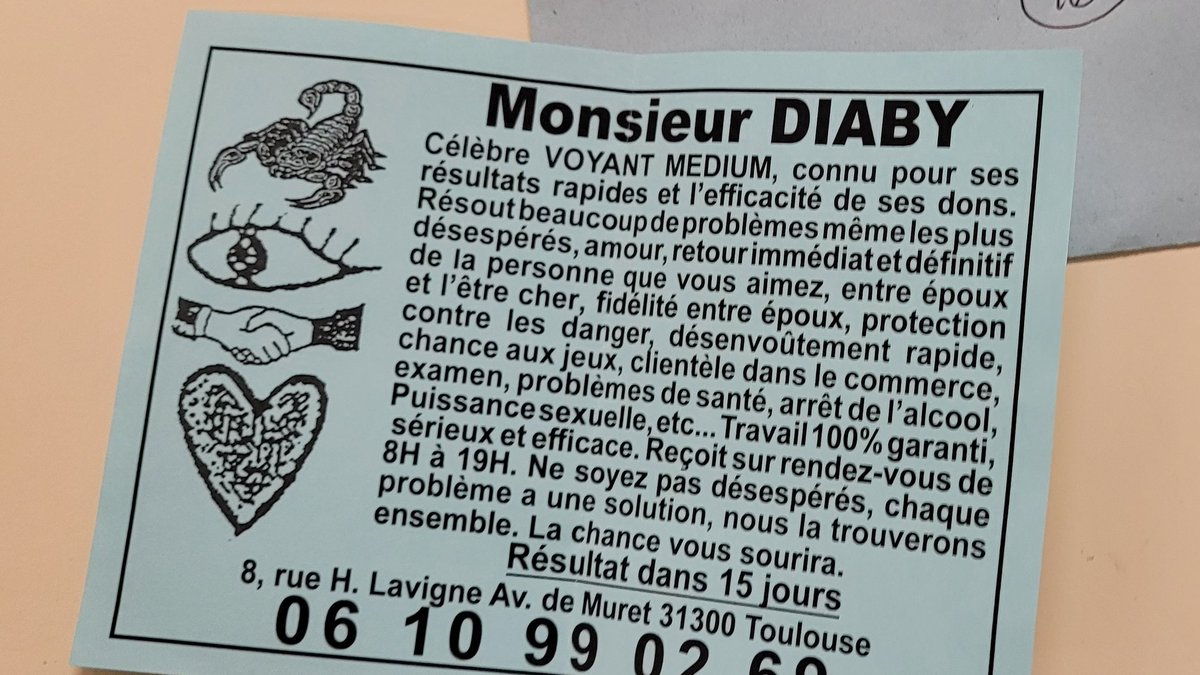 Monsieur DIABY
Célèbre VOYANT MEDIUM, connu pour ses
résultats rapides et l'efficacité de ses dons.
Résout beaucoup de problèmes même les plus
désespérés, amour, retour immédiat et définitif
de la personne que vous aimez, entre époux
et l'être cher, fidélité entre époux, protection
contre les danger, désenvoûtement rapide,
chance aux jeux, clientèle dans le commerce,
examen, problèmes de santé, arrêt de l'alcool,
Puissance sexuelle, etc... Travail 100% garanti,
sérieux et efficace. Reçoit sur rendez-vous de
8H à 19H. Ne soyez pas désespérés, chaque
problème a une solution, nous la trouverons
ensemble. La chance vous sourira.
Résultat dans 15 jours
8, rue H. Lavigne Av. de Muret 31300 Toulouse
06 10 99 02